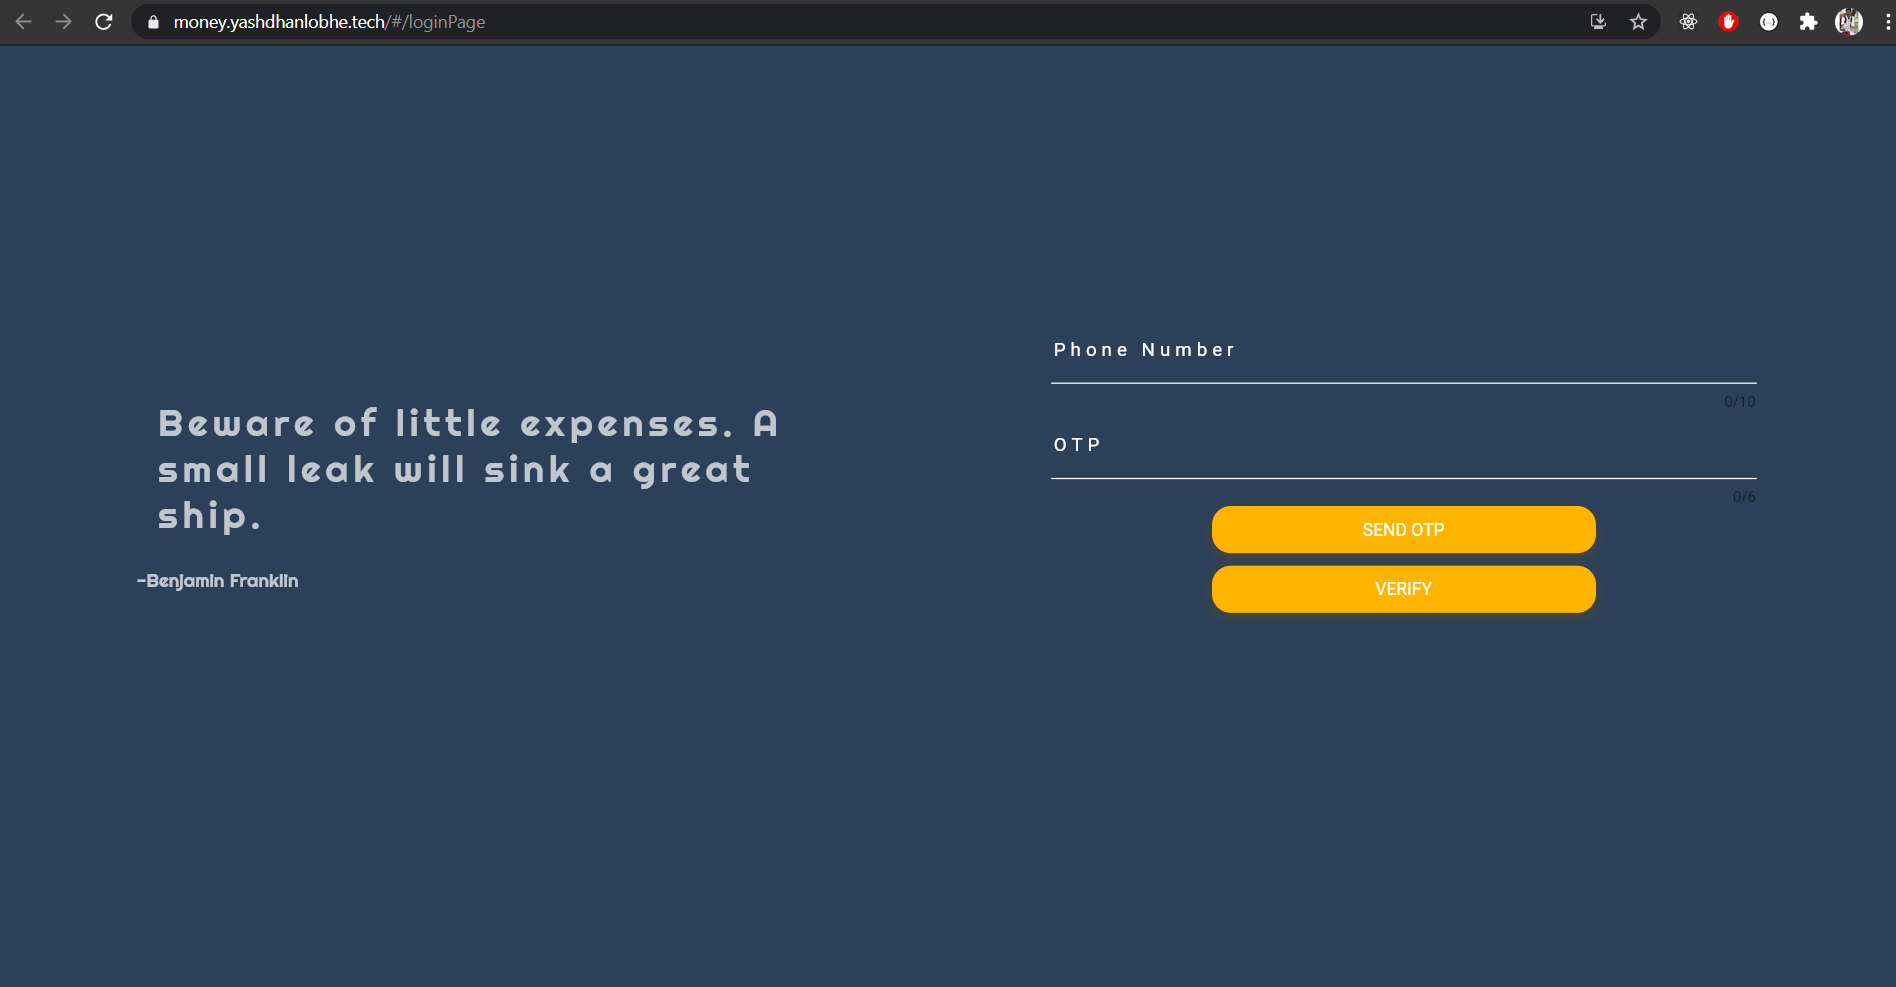 money.yashdhanlobhe.tech/#/loginPage
Beware of little expenses. A
small leak will sink a great
ship.
-Benjamin Franklin
Phone Number
0/10
OTP
0/6
SEND OTP
VERIFY